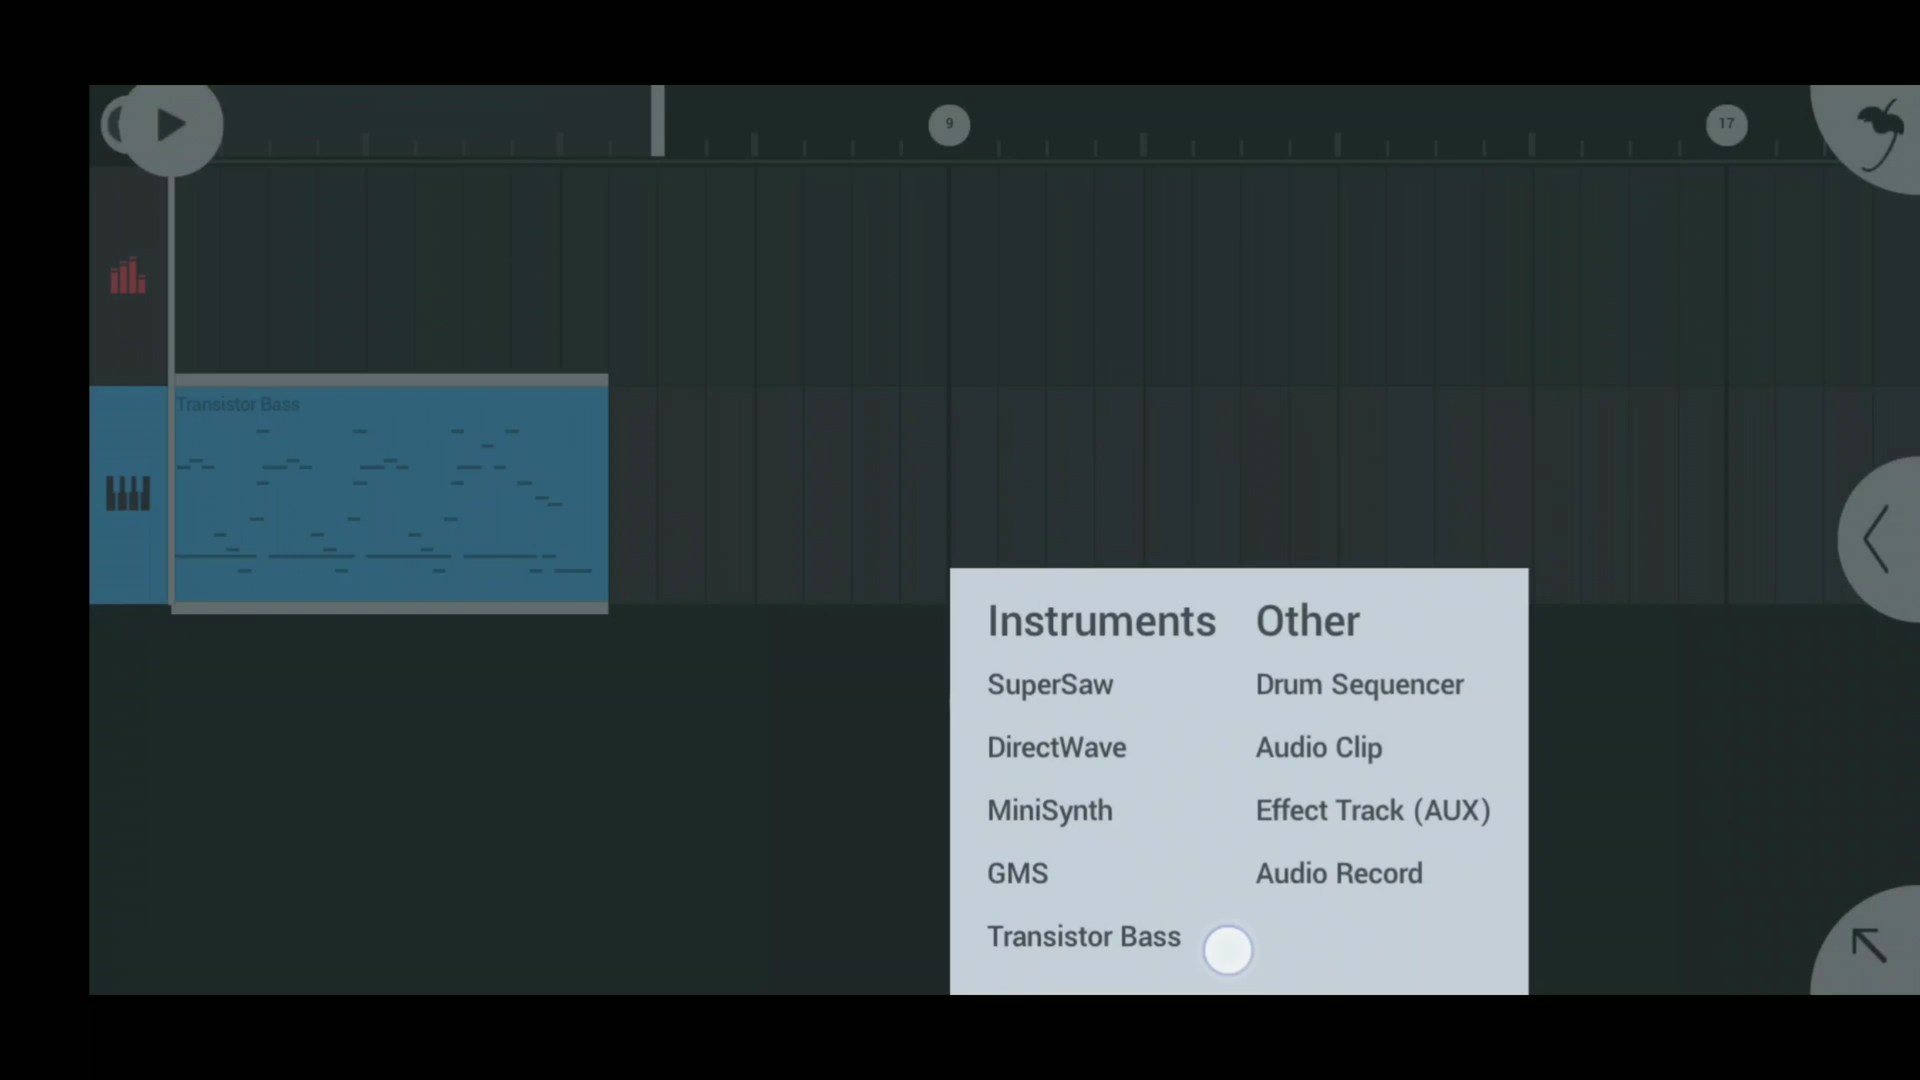 9
17
Transistor Bass
Instruments
Other
SuperSaw
Drum Sequencer
DirectWave
Audio Clip
MiniSynth
Effect Track (AUX)
GMS
Audio Record
Transistor Bass